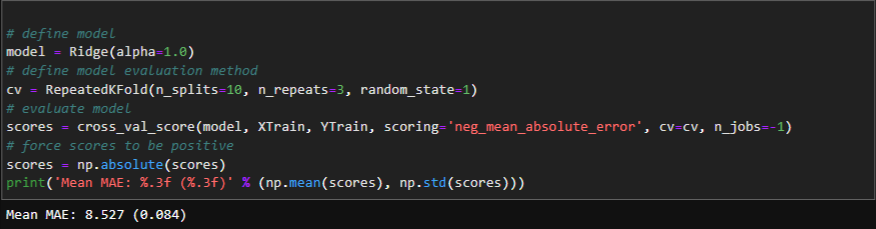 # define model
model = Ridge(alpha=1.0)
# define model evaluation method
cv = RepeatedKFold(n_splits=10, n_repeats=3, random_state=1)
# evaluate model
scores = cross_val_score(model, XTrain, YTrain, scoring='neg_mean_absolute_error', cv=cv, n_jobs=-1)
# force scores to be positive
scores = np.absolute(scores)
print('Mean MAE: %.3f (%.3f)' % (np.mean(scores), np.std(scores)))
Mean MAE: 8.527 (0.084)